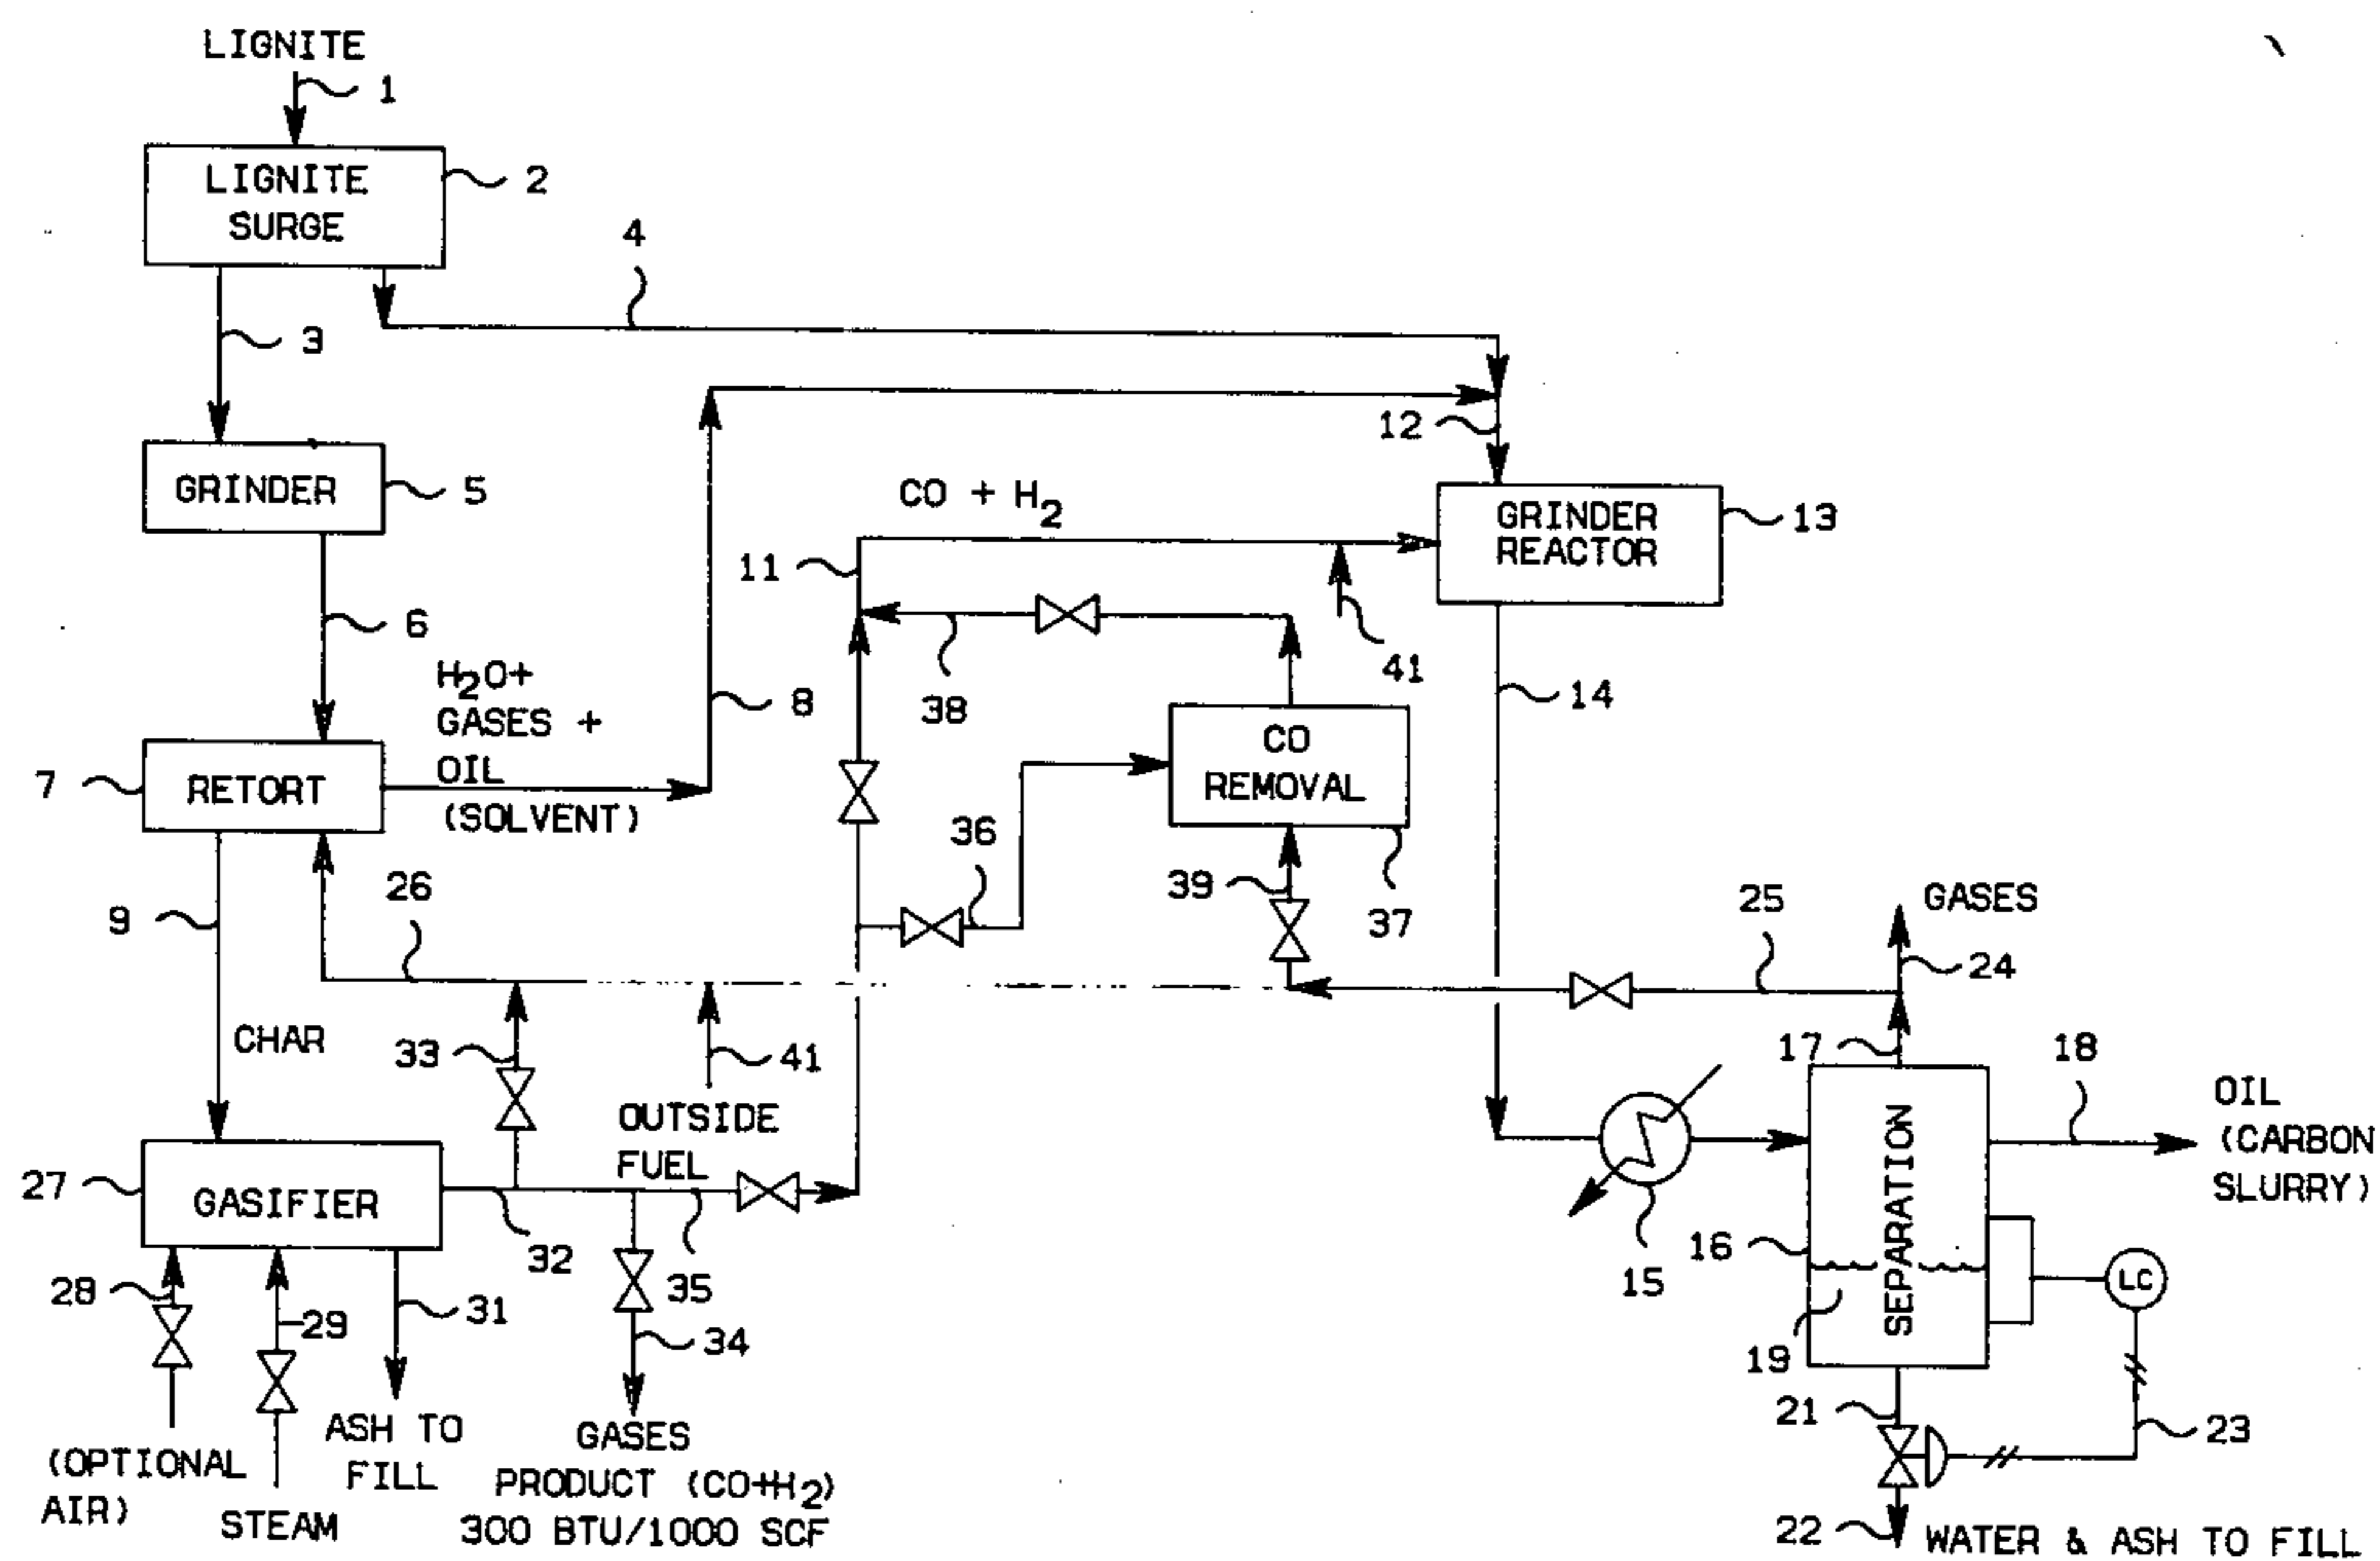 LIGNITE
1
LIGNITE
SURGE
2
4
3
12
GRINDER
5
CO + H2
GRINDER
REACTOR
13
11
6
41
H2O+
GASES +
OIL
(SOLVENT)
8
38
14
CO
REMOVAL
7
RETORT
36
39
37
26
25
GASES
9
24
CHAR
33
41
17
18
OUTSIDE
FUEL
OIL
(CARBON
SLURRY)
27
GASIFIER
SEPARATION
32
16
15
35
LC
28
29
31
34
19
21
23
ASH TO
FILL
GASES
PRODUCT (CO+H2)
300 BTU/1000 SCF
(OPTIONAL
AIR)
STEAM
22
WATER & ASH TO FILL